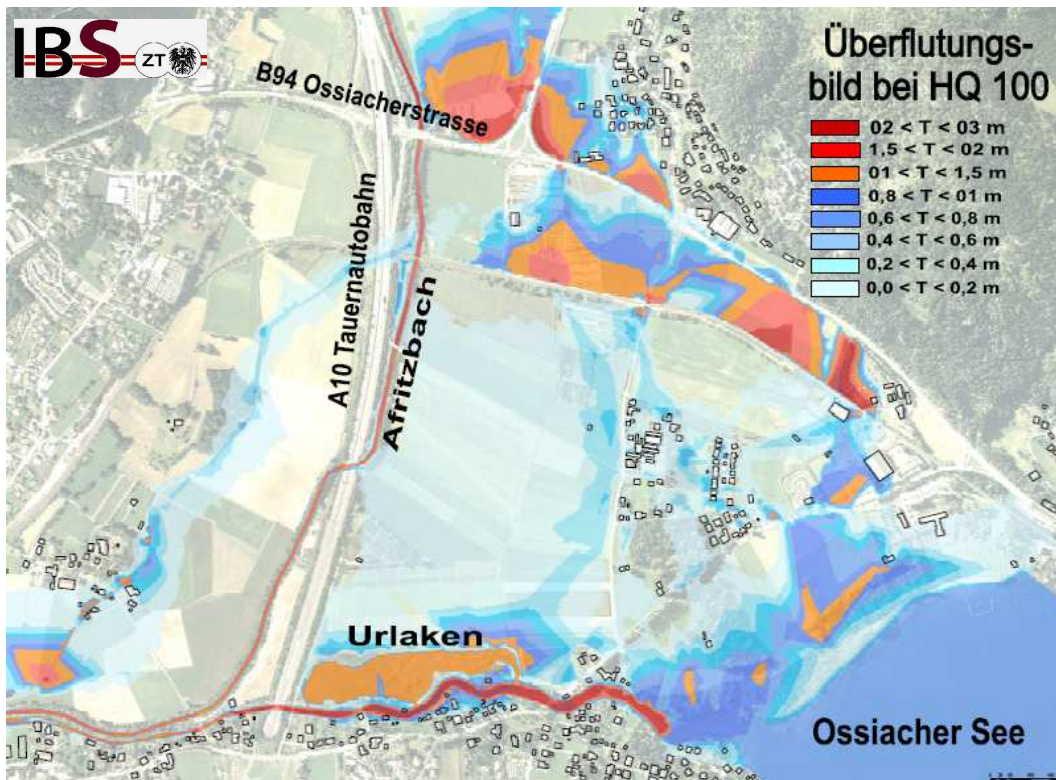 IBS ZT
Überflutungs-
bild bei HQ 100
02 < T < 03 m
1,5 < T < 02 m
01 < T < 1,5 m
0,8 < T < 01 m
0,6 < T < 0,8 m
0,4 < T < 0,6 m
0,2 < T < 0,4 m
0,0 < T < 0,2 m
B94 Ossiacherstrasse
A10 Tauernautobahn
Afritzbach
Urlaken
Ossiacher See